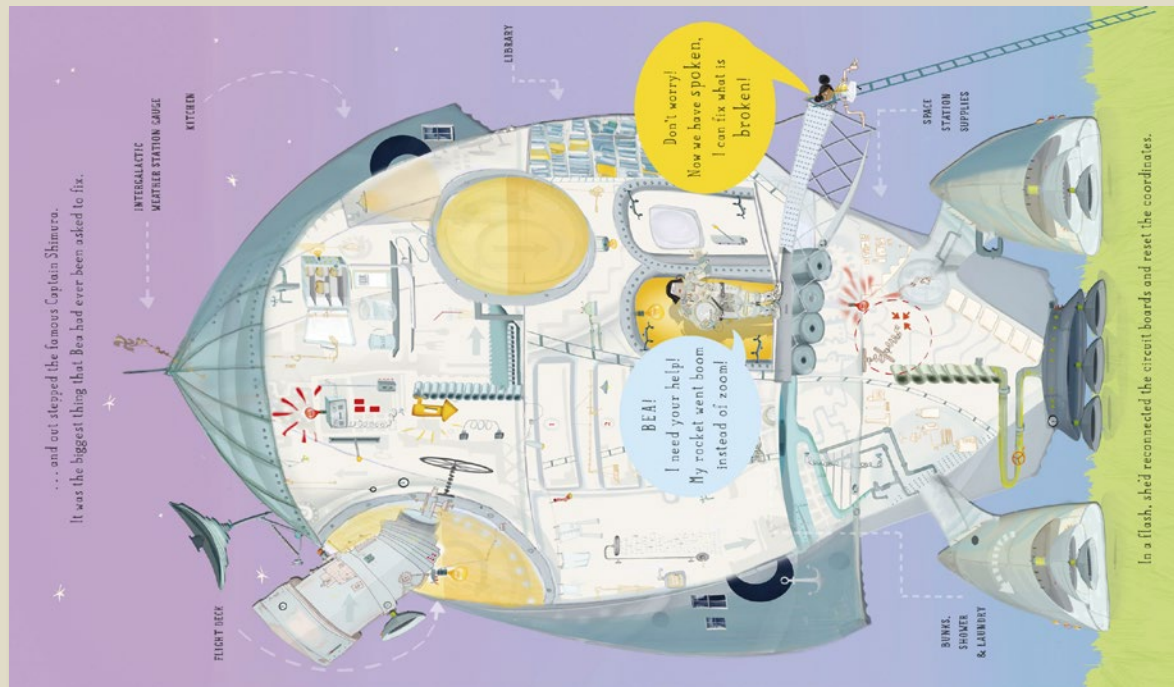 . . . and out stepped the famous Captain Shimura.
It was the biggest thing that Bea had ever been asked to fix.
INTERGALACTIC
WEATHER STATION GAUGE
KITCHEN
FLIGHT DECK
LIBRARY
BEA!
I need your help!
My rocket went boom
instead of zoom!
Don't worry!
Now we have spoken,
I can fix what is
broken!
1
2
BUNKS,
SHOWER
& LAUNDRY
SPACE
STATION
SUPPLIES
In a flash, she'd reconnected the circuit boards and reset the coordinates.